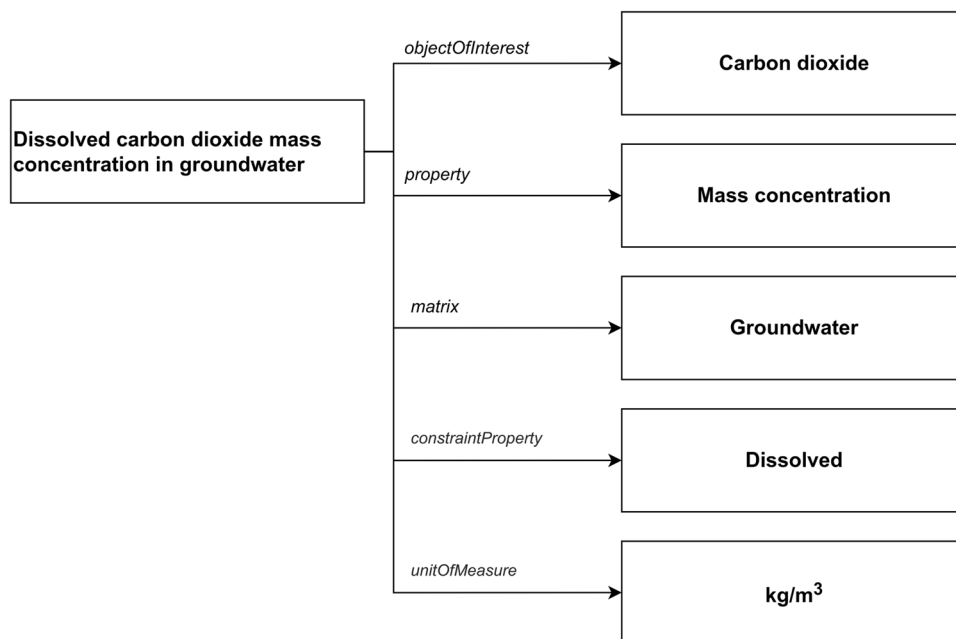 objectOfInterest
Carbon dioxide
Dissolved carbon dioxide mass
concentration in groundwater
property
Mass concentration
matrix
Groundwater
constraintProperty
Dissolved
unitOfMeasure
kg/m³